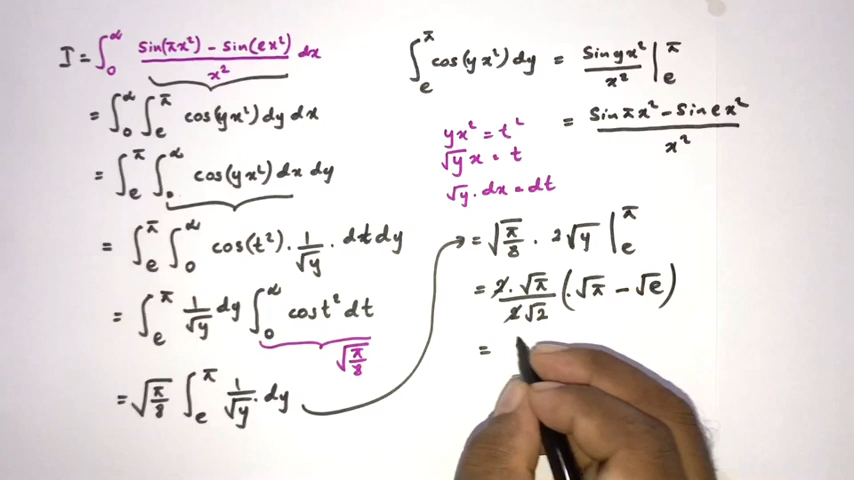 I = ∫₀^∞ (sin(πx²) - sin(ex²))/x² dx
= ∫₀^∞ ∫ₑ^π cos(yx²) dy dx
= ∫ₑ^π ∫₀^∞ cos(yx²) dx dy
= ∫ₑ^π ∫₀^∞ cos(t²) · 1/√y · dt dy
= ∫ₑ^π 1/√y dy ∫₀^∞ cos t² dt
√(π/8)
= √(π/8) ∫ₑ^π 1/√y · dy
∫ₑ^π cos(yx²) dy = sin yx²/x² |ₑ^π
= (sin πx² - sin ex²)/x²
yx² = t²
√y x = t
√y · dx = dt
= √(π/8) · 2√y |ₑ^π
= (2 · √π)/(2√2) (·√π - √e)
=